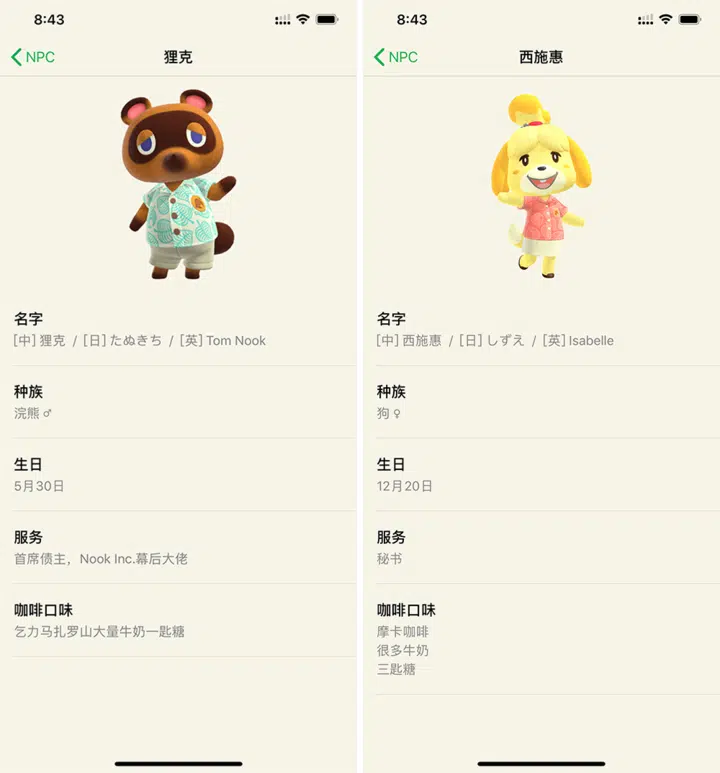 8:43
NPC
狸克
名字
[中] 狸克 / [日] たぬきち / [英] Tom Nook
种族
浣熊 ♂
生日
5月30日
服务
首席债主，Nook Inc.幕后大佬
咖啡口味
乞力马扎罗山大量牛奶一匙糖
8:43
NPC
西施惠
名字
[中] 西施惠 / [日] しずえ / [英] Isabelle
种族
狗 ♀
生日
12月20日
服务
秘书
咖啡口味
摩卡咖啡
很多牛奶
三匙糖